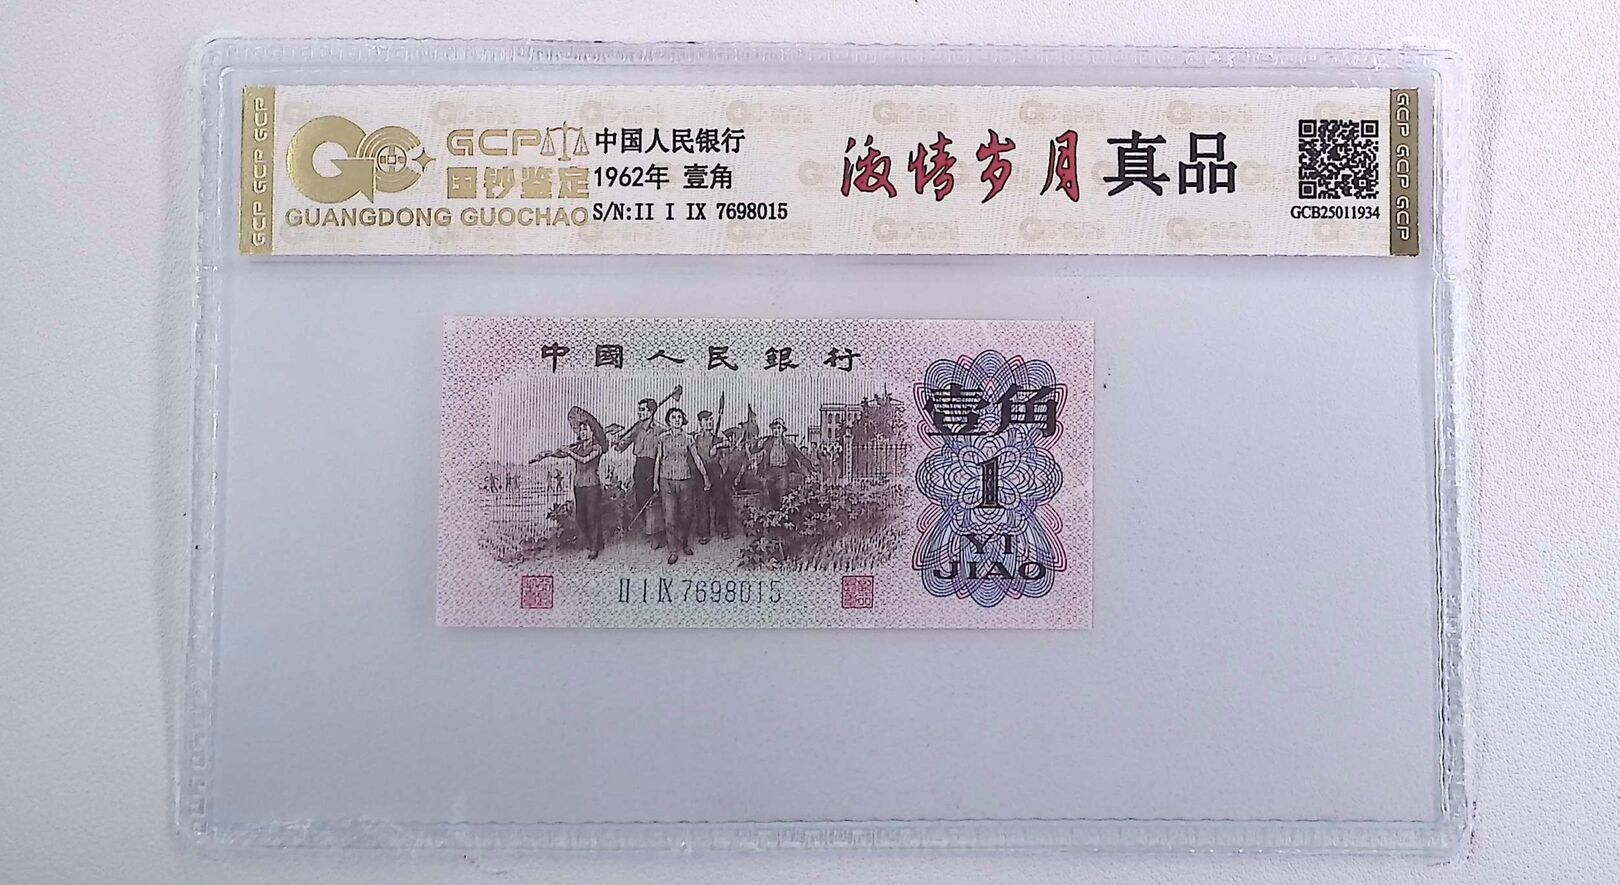 GCP 国钞鉴定
GUANGDONG GUOCHAO
中国人民银行
1962年 壹角
S/N:II I IX 7698015
激情岁月 真品
GCB25011934
GCP GCP GCP
GCP GCP GCP
中國人民銀行
壹角
1
YI
JIAO
II I IX 7698015